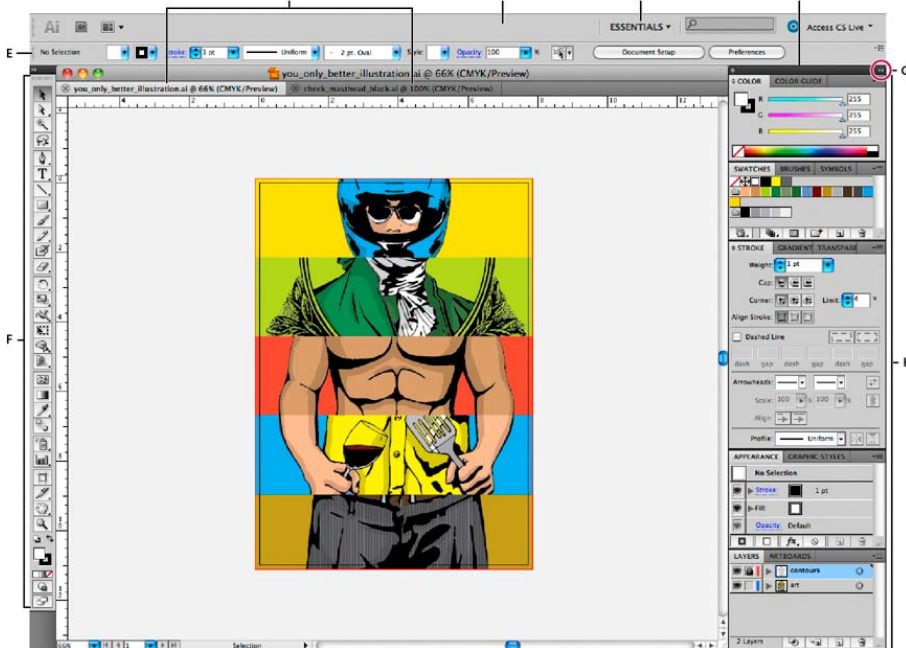 Ai Br ESSENTIALS Access CS Live
E No Selection Stroke: 1 pt Uniform 2 pt. Oval Style: Opacity: 100 % Document Setup Preferences
you_only_better_illustration.ai @ 66% (CMYK/Preview)
you_only_better_illustration.ai @ 66% (CMYK/Preview) check_masthead_black.ai @ 100% (CMYK/Preview)
COLOR COLOR GUIDE
R 255
G 255
B 255
SWATCHES BRUSHES SYMBOLS
STROKE GRADIENT TRANSPARE
Weight: 1 pt
Cap:
Corner: Limit: 4 x
Align Stroke:
Dashed Line
dash gap dash gap dash gap
Arrowheads:
Scale: 100 % 100 %
Align:
Profile: Uniform
APPEARANCE GRAPHIC STYLES
No Selection
Stroke: 1 pt
Fill:
Opacity: Default
fx
LAYERS ARTBOARDS
contours
art
2 Layers
F
66% 1 Selection